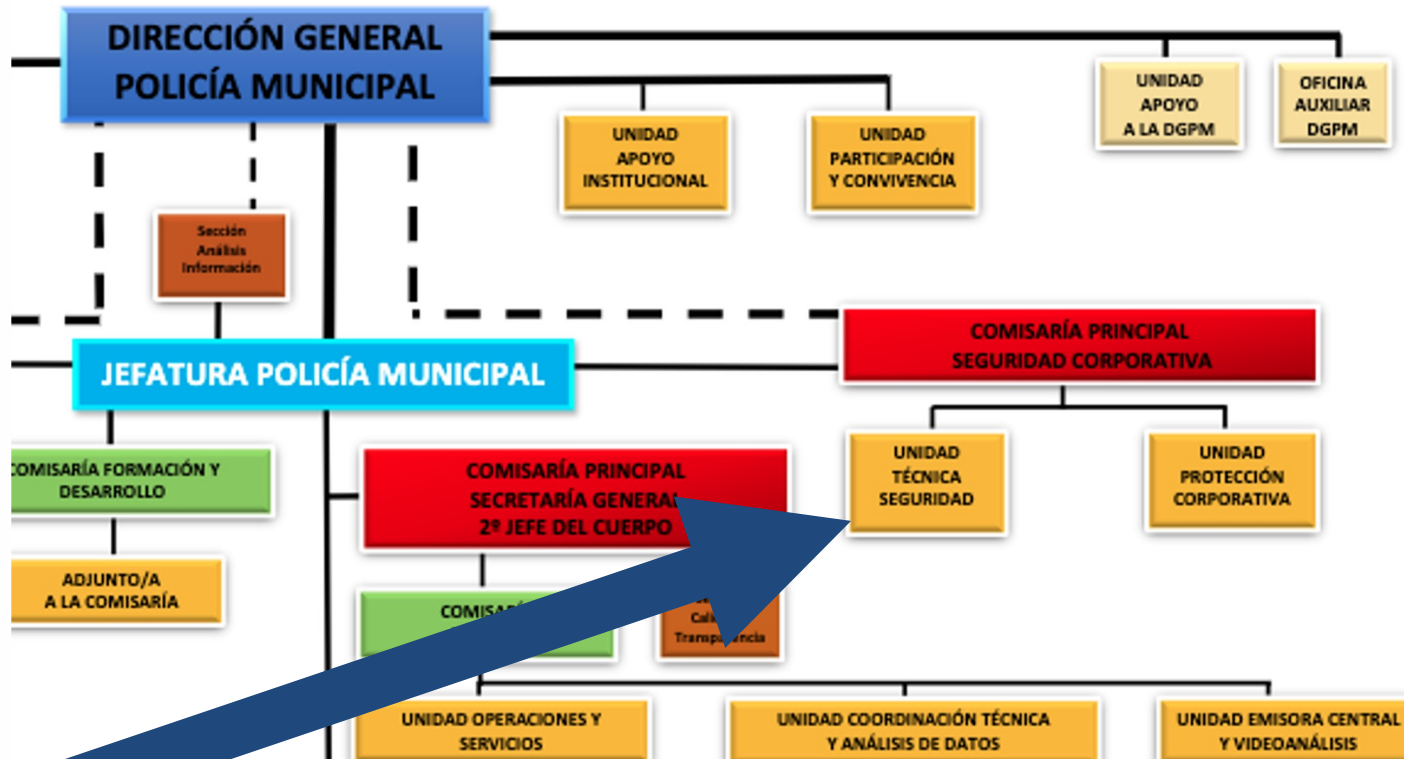 DIRECCIÓN GENERAL
POLICÍA MUNICIPAL
UNIDAD
APOYO
INSTITUCIONAL
UNIDAD
PARTICIPACIÓN
Y CONVIVENCIA
UNIDAD
APOYO
A LA DGPM
OFICINA
AUXILIAR
DGPM
Sección
Análisis
Información
JEFATURA POLICÍA MUNICIPAL
COMISARÍA PRINCIPAL
SEGURIDAD CORPORATIVA
UNIDAD
TÉCNICA
SEGURIDAD
UNIDAD
PROTECCIÓN
CORPORATIVA
OMISARÍA FORMACIÓN Y
DESARROLLO
ADJUNTO/A
A LA COMISARÍA
COMISARÍA PRINCIPAL
SECRETARÍA GENERAL
2º JEFE DEL CUERPO
UNIDAD OPERACIONES Y
SERVICIOS
UNIDAD COORDINACIÓN TÉCNICA
Y ANÁLISIS DE DATOS
UNIDAD EMISORA CENTRAL
Y VIDEOANÁLISIS